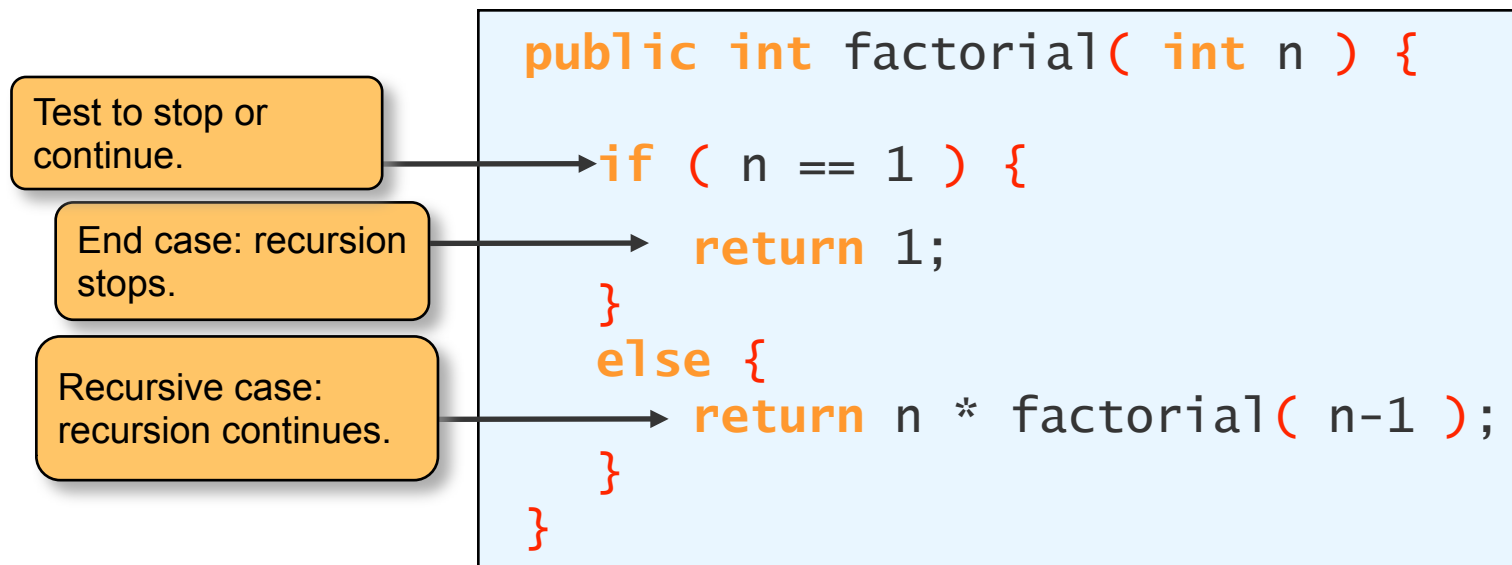 public int factorial( int n ) {
Test to stop or
continue.
if ( n == 1 ) {
End case: recursion
stops.
return 1;
}
else {
Recursive case:
recursion continues.
return n * factorial( n-1 );
}
}